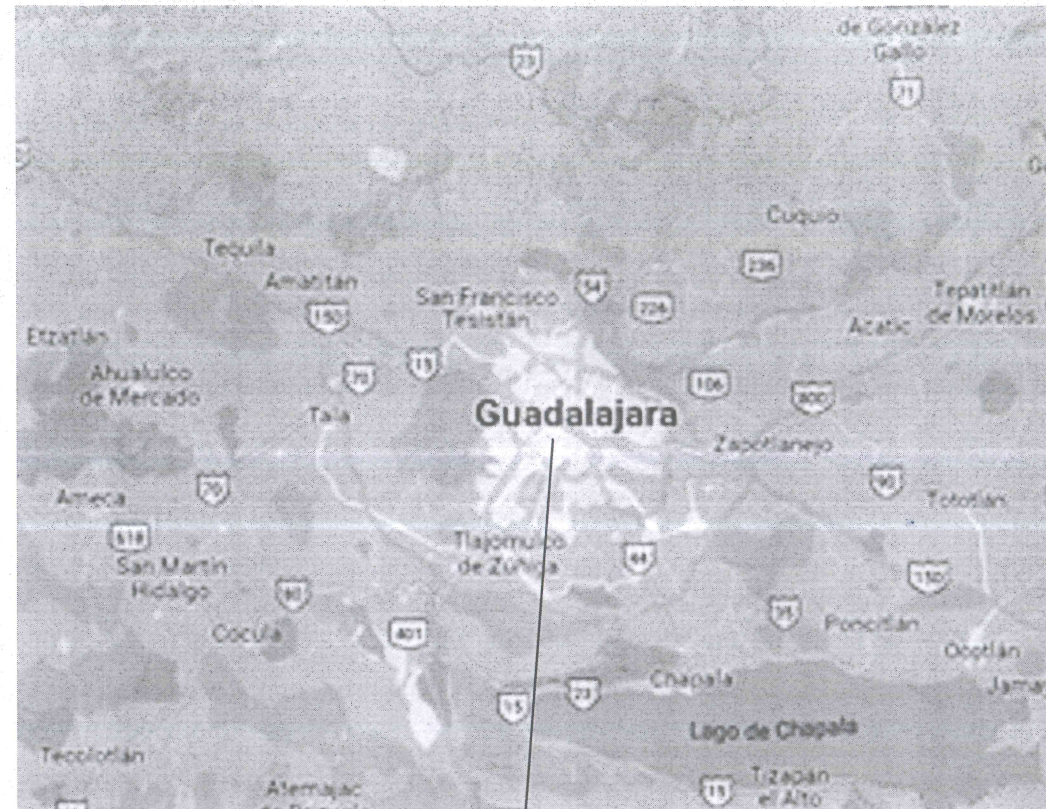 de González
Gallo
23
71
Cuquio
Tequila
236
Amatitan
San Francisco
Tesistán
54
226
Tepatitlán
de Morelos
150
Acatic
Etzatlan
15
70
Ahualulco
de Mercado
106
800
Tala
Guadalajara
Zapotlanejo
70
90
Ameca
Tototlán
Tlajomulco
de Zúñiga
44
San Martín
Hidalgo
150
80
35
Poncitlán
Cocula
401
Ocotlán
Chapala
15
23
Lago de Chapala
Tecolotlán
Tizapán
el Alto
15
Atemajac